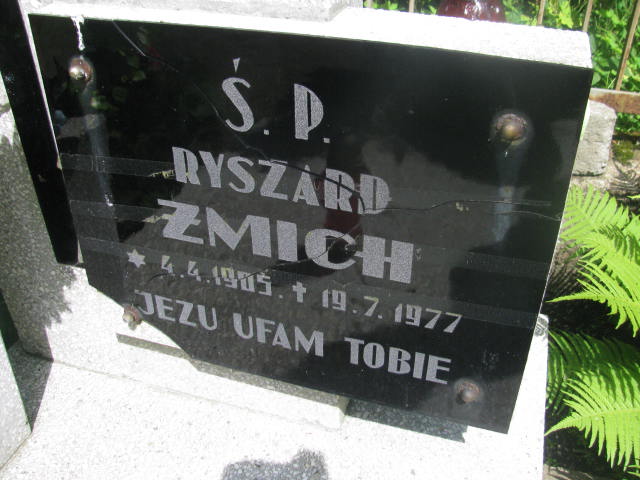 Ś. P.
RYSZARD
ŻMICH
* 4.4.1905. + 19.7.1977
JEZU UFAM TOBIE